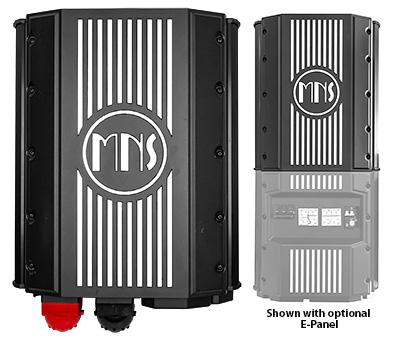 MNS
MNS
Shown with optional
E-Panel